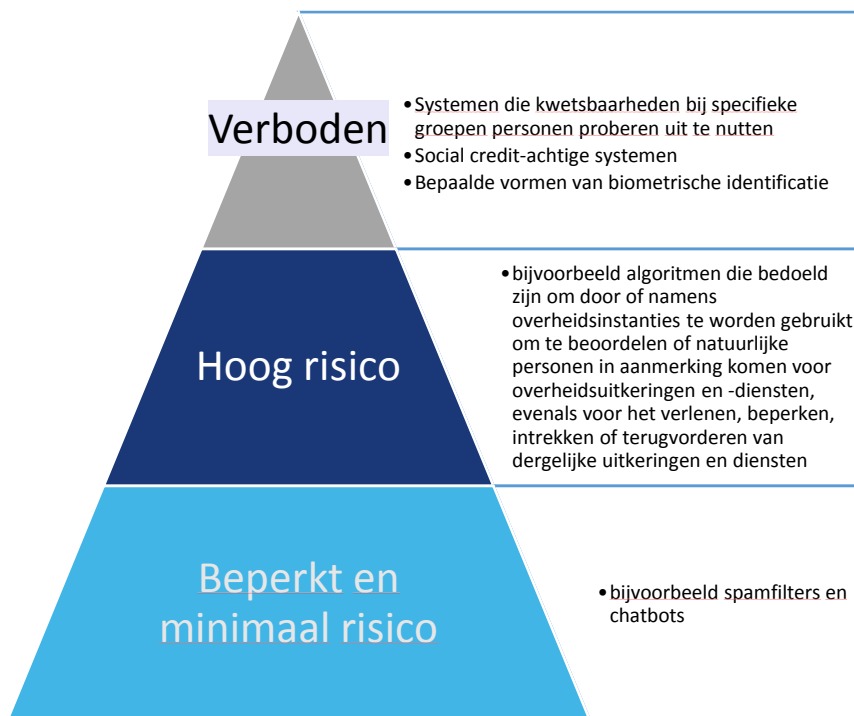 Verboden
•Systemen die kwetsbaarheden bij specifieke
groepen personen proberen uit te nutten
•Social credit-achtige systemen
•Bepaalde vormen van biometrische identificatie
Hoog risico
•bijvoorbeeld algoritmen die bedoeld
zijn om door of namens
overheidsinstanties te worden gebruikt
om te beoordelen of natuurlijke
personen in aanmerking komen voor
overheidsuitkeringen en -diensten,
evenals voor het verlenen, beperken,
intrekken of terugvorderen van
dergelijke uitkeringen en diensten
Beperkt en
minimaal risico
•bijvoorbeeld spamfilters en
chatbots